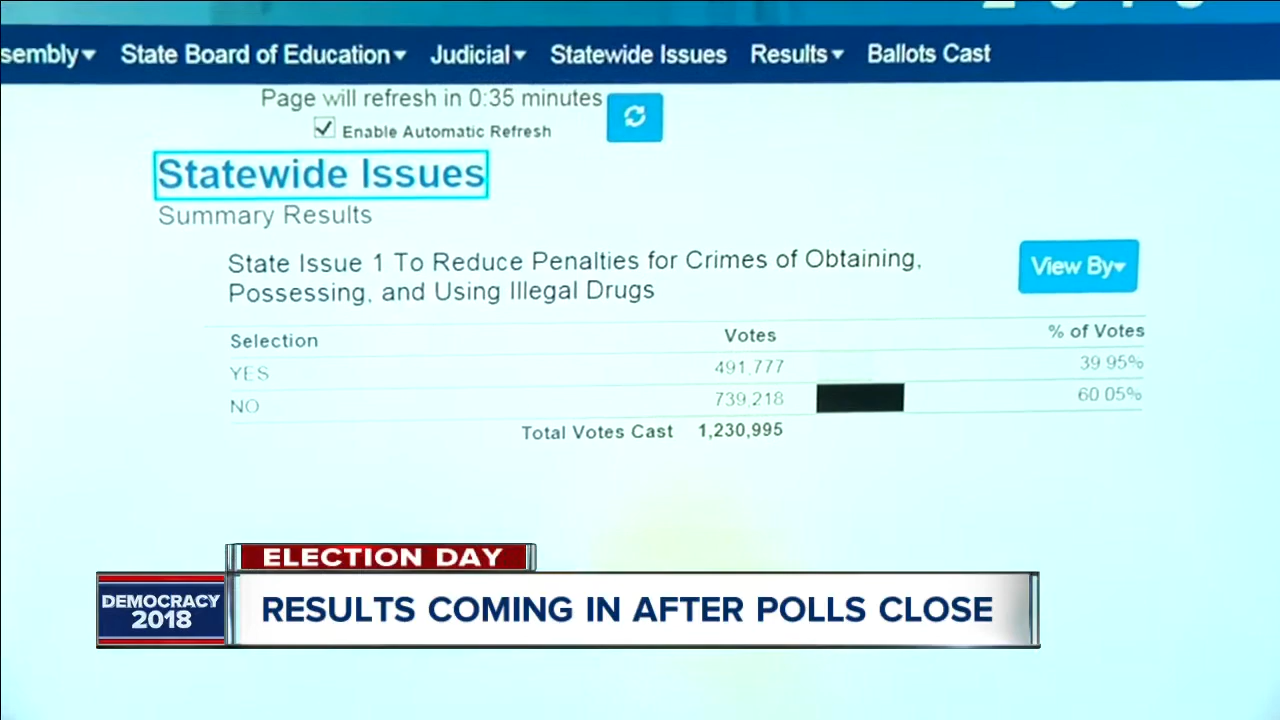 sembly▾ State Board of Education▾ Judicial▾ Statewide Issues Results▾ Ballots Cast
Page will refresh in 0:35 minutes
Enable Automatic Refresh
Statewide Issues
Summary Results
State Issue 1 To Reduce Penalties for Crimes of Obtaining,
Possessing, and Using Illegal Drugs
View By▾
Selection Votes % of Votes
YES 491,777 39.95%
NO 739,218 60.05%
Total Votes Cast 1,230,995
ELECTION DAY
DEMOCRACY
2018
RESULTS COMING IN AFTER POLLS CLOSE